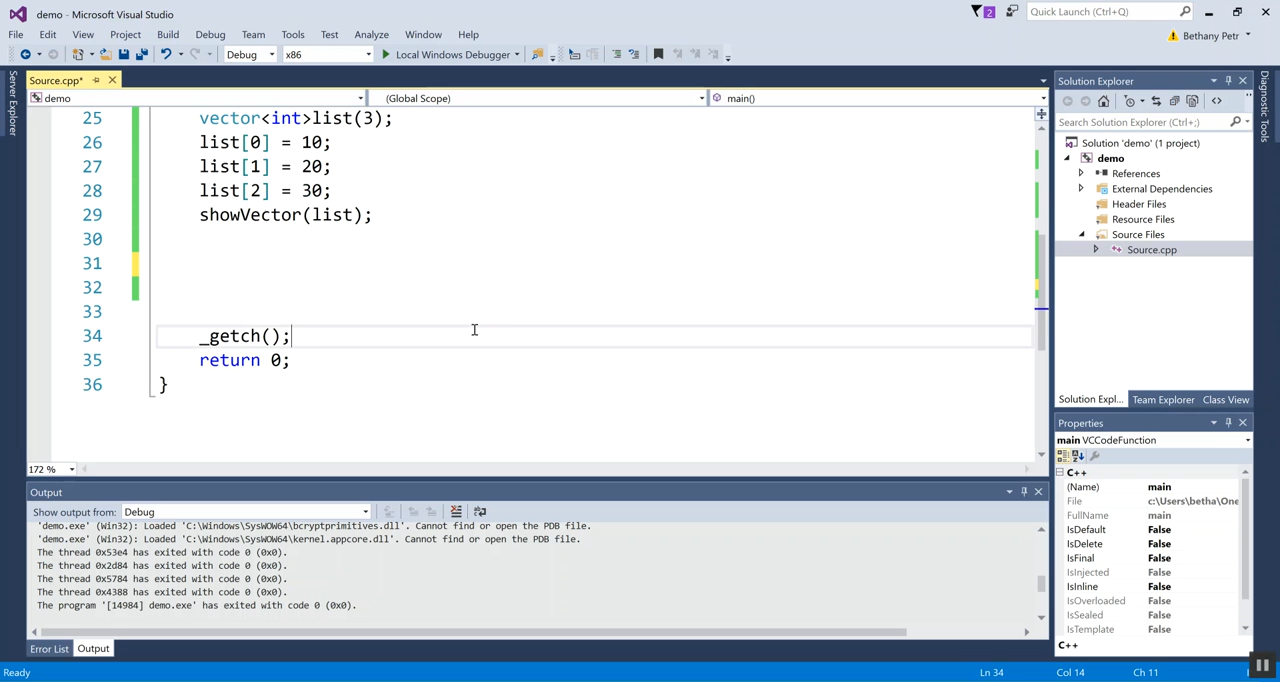 demo - Microsoft Visual Studio
2
Quick Launch (Ctrl+Q)
File Edit View Project Build Debug Team Tools Test Analyze Window Help
Bethany Petr
Debug x86 Local Windows Debugger
Server Explorer
Source.cpp*
demo (Global Scope) main()
25 vector<int>list(3);
26 list[0] = 10;
27 list[1] = 20;
28 list[2] = 30;
29 showVector(list);
30
31
32
33
34 _getch();
35 return 0;
36 }
172 %
Output
Show output from: Debug
'demo.exe' (Win32): Loaded 'C:\Windows\SysWOW64\bcryptprimitives.dll'. Cannot find or open the PDB file.
'demo.exe' (Win32): Loaded 'C:\Windows\SysWOW64\kernel.appcore.dll'. Cannot find or open the PDB file.
The thread 0x53e4 has exited with code 0 (0x0).
The thread 0x2d84 has exited with code 0 (0x0).
The thread 0x5784 has exited with code 0 (0x0).
The thread 0x4388 has exited with code 0 (0x0).
The program '[14984] demo.exe' has exited with code 0 (0x0).
Error List Output
Solution Explorer
Search Solution Explorer (Ctrl+;)
Solution 'demo' (1 project)
demo
References
External Dependencies
Header Files
Resource Files
Source Files
Source.cpp
Solution Expl... Team Explorer Class View
Properties
main VCCodeFunction
C++
(Name) main
File c:\Users\betha\One
FullName main
IsDefault False
IsDelete False
IsFinal False
IsInjected False
IsInline False
IsOverloaded False
IsSealed False
IsTemplate False
C++
Diagnostic Tools
Ready Ln 34 Col 14 Ch 11